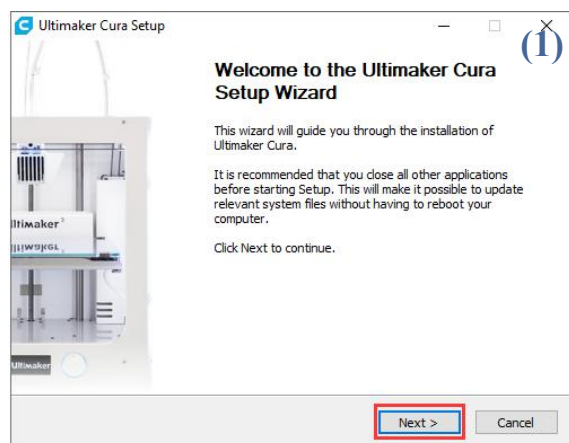 Ultimaker Cura Setup
(1)
Welcome to the Ultimaker Cura
Setup Wizard
This wizard will guide you through the installation of
Ultimaker Cura.
It is recommended that you close all other applications
before starting Setup. This will make it possible to update
relevant system files without having to reboot your
computer.
Click Next to continue.
ltimaker³
Ultimaker
Next >
Cancel